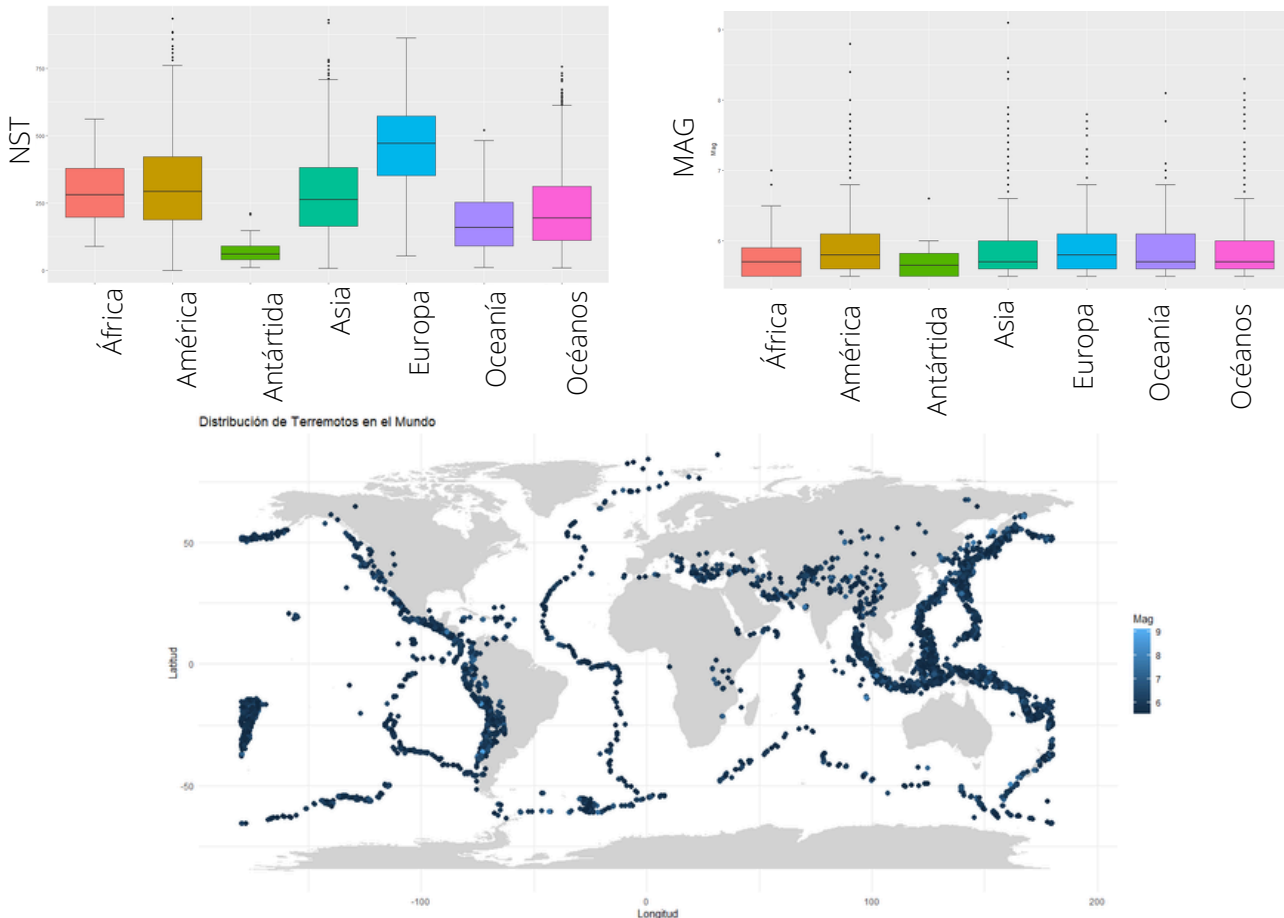 NST
750
500
250
0
África
América
Antártida
Asia
Europa
Oceanía
Océanos
MAG
Mag
9
8
7
6
África
América
Antártida
Asia
Europa
Oceanía
Océanos
Distribución de Terremotos en el Mundo
Latitud
50
0
-50
-100
0
100
200
Longitud
Mag
9
8
7
6